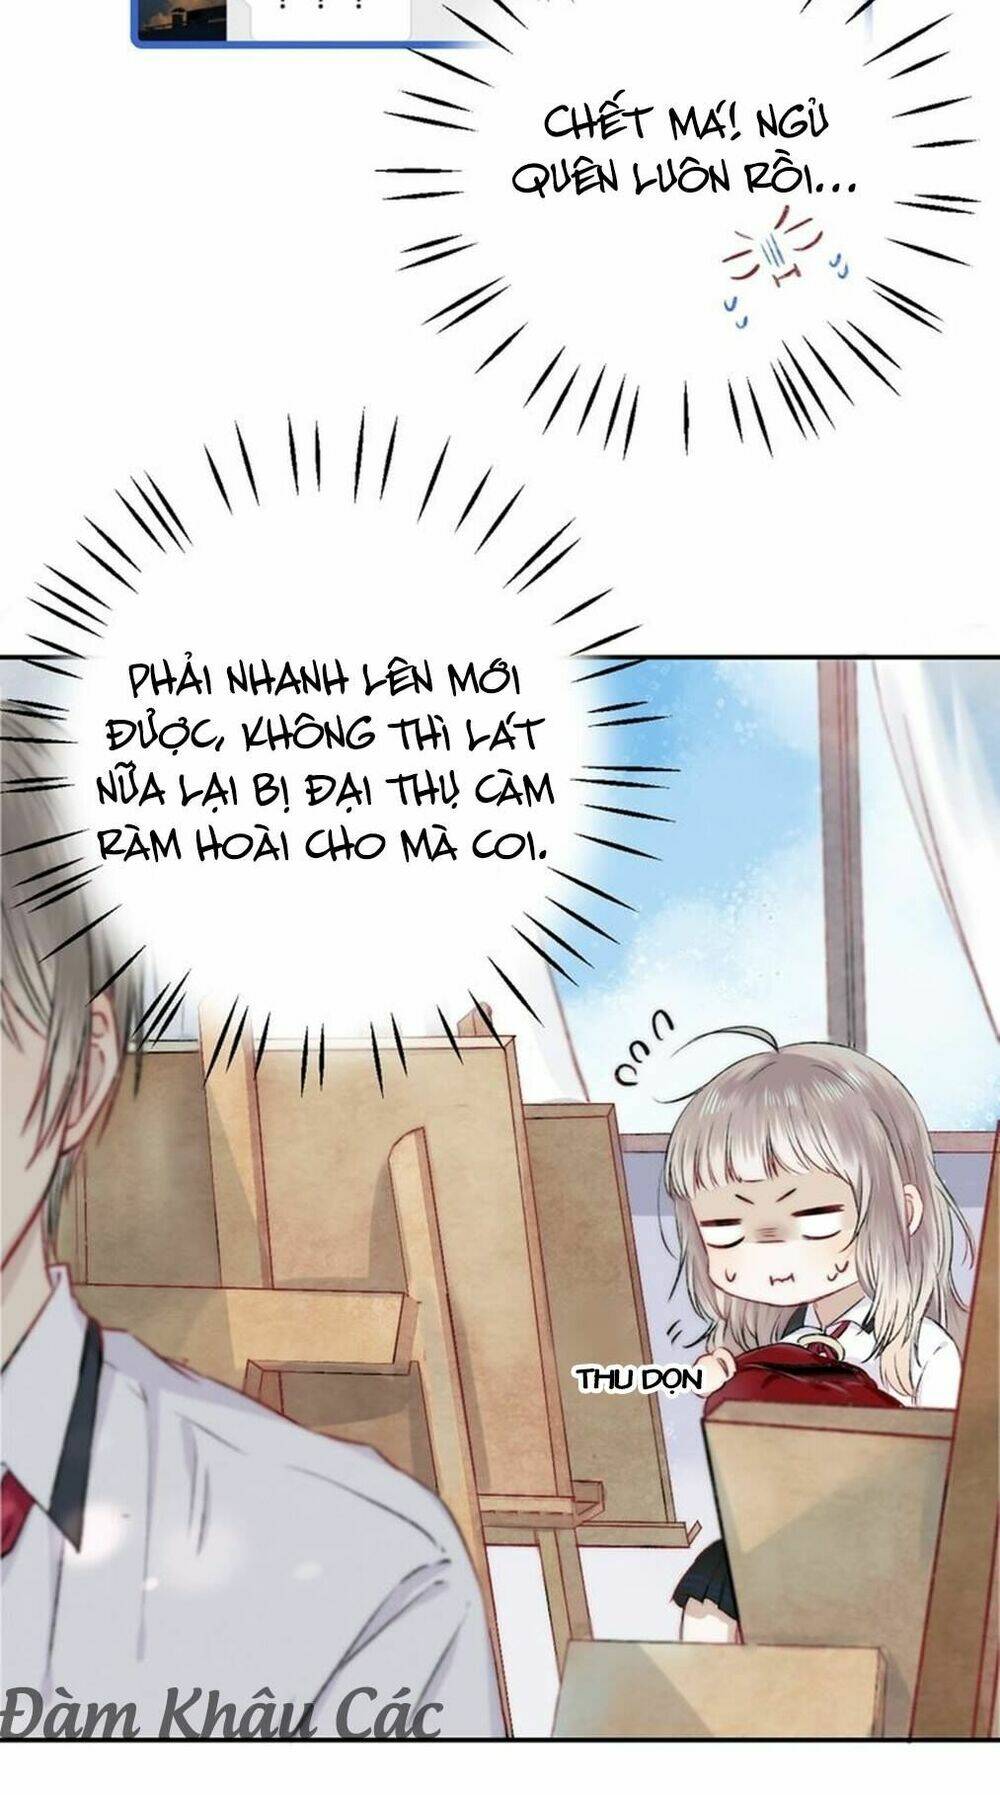 ? ? ?
CHẾT MÁ! NGỦ
QUÊN LUÔN RỒI...
PHẢI NHANH LÊN MỚI
ĐƯỢC, KHÔNG THÌ LÁT
NỮA LẠI BỊ ĐẠI THỤ CÀM
RÀM HOÀI CHO MÀ COI.
THU DỌN
Đàm Khâu Các